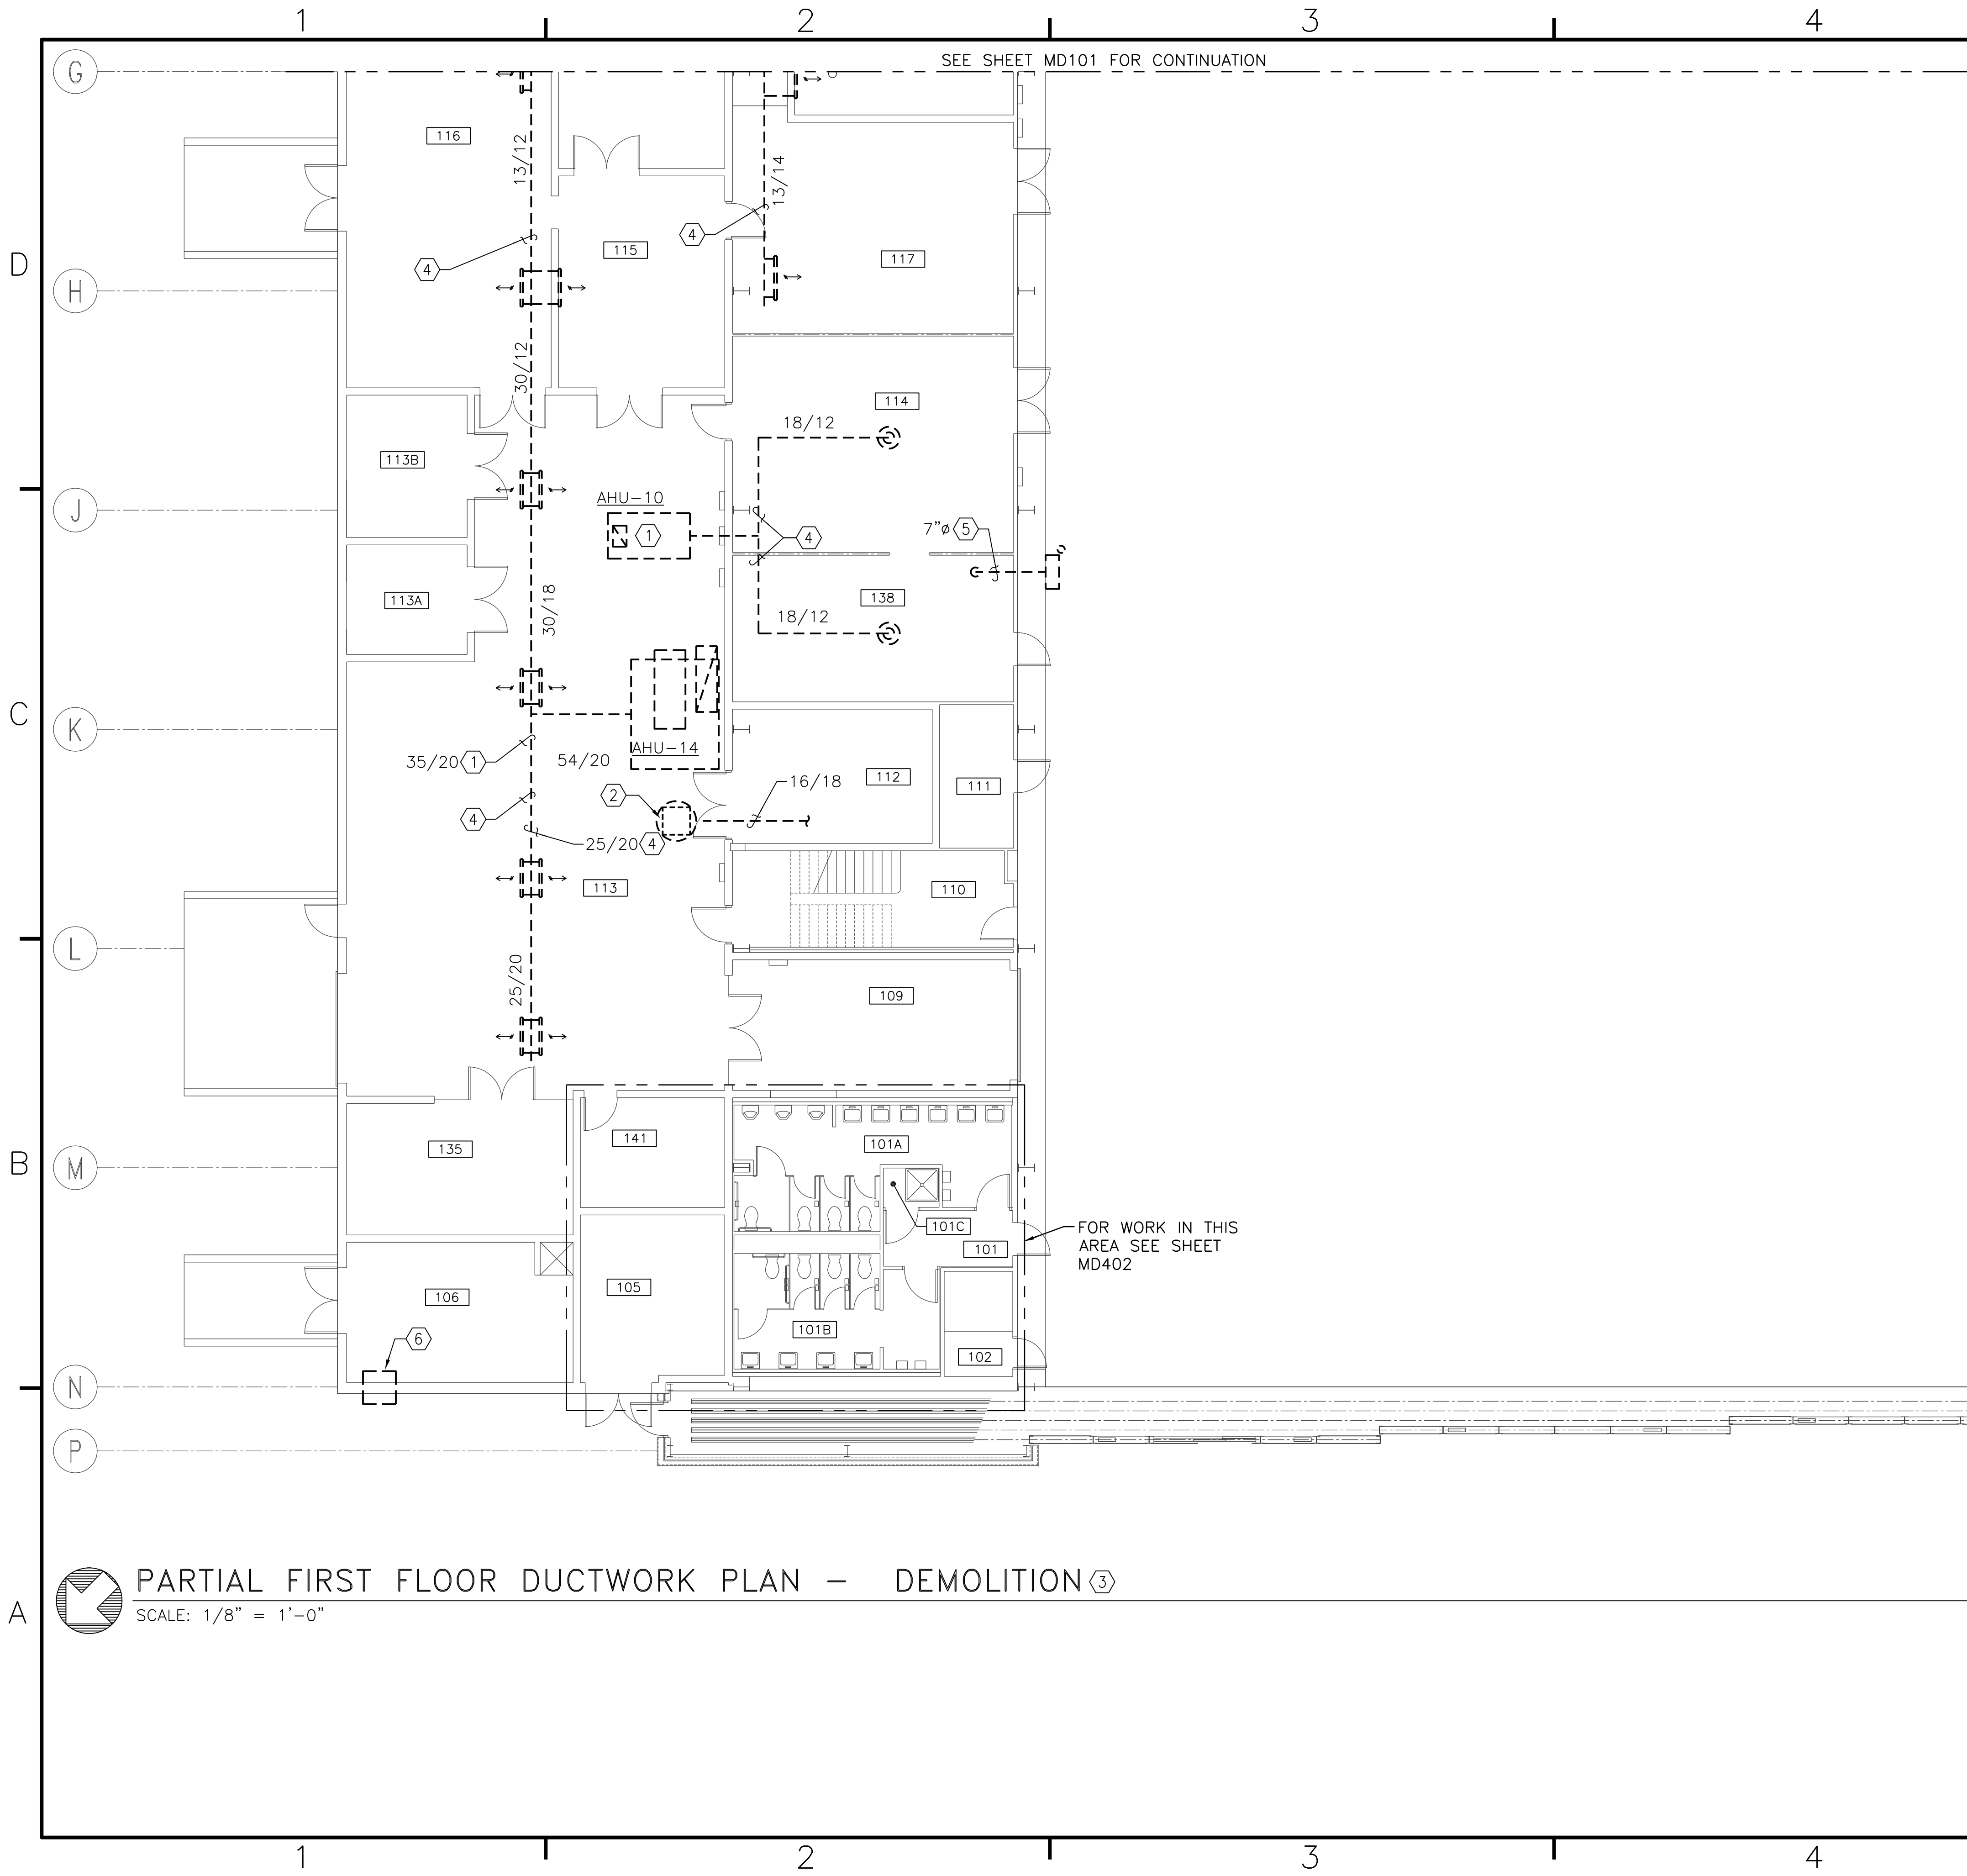 1 2 3 4
SEE SHEET MD101 FOR CONTINUATION
G
116
13/12
13/14
4
115
4
117
D
H
30/12
114
18/12
113B
AHU-10
J
1
4
7"ø 5
113A
30/18
138
18/12
C
K
AHU-14
35/20 1
54/20
112
111
16/18
2
4
25/20 4
113
110
L
25/20
109
141
101A
135
B
M
101C
101
FOR WORK IN THIS
AREA SEE SHEET
MD402
106
105
6
101B
102
N
P
PARTIAL FIRST FLOOR DUCTWORK PLAN - DEMOLITION 3
SCALE: 1/8" = 1'-0"
A
1 2 3 4